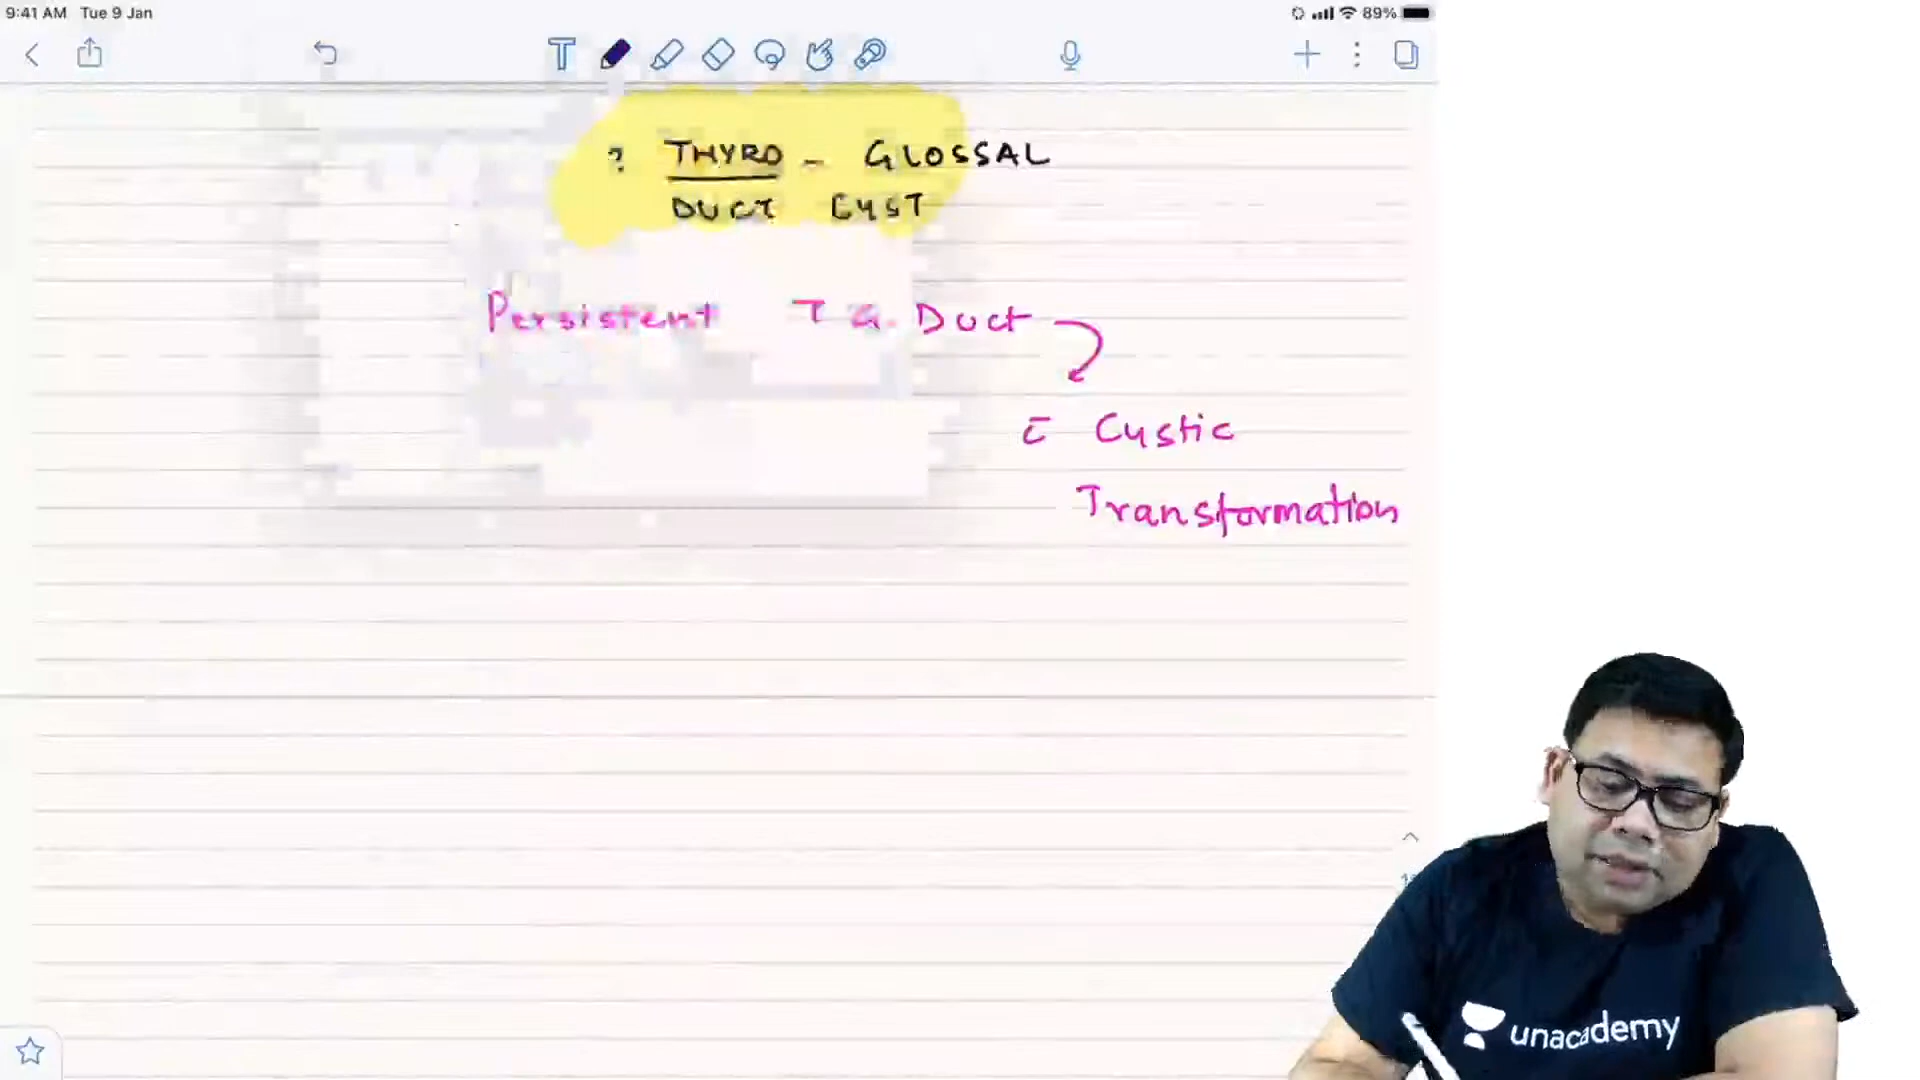 9:41 AM Tue 9 Jan
89%
? THYRO - GLOSSAL
DUCT CYST
Persistent T G. Duct
c̄ Cystic
Transformation
unacademy